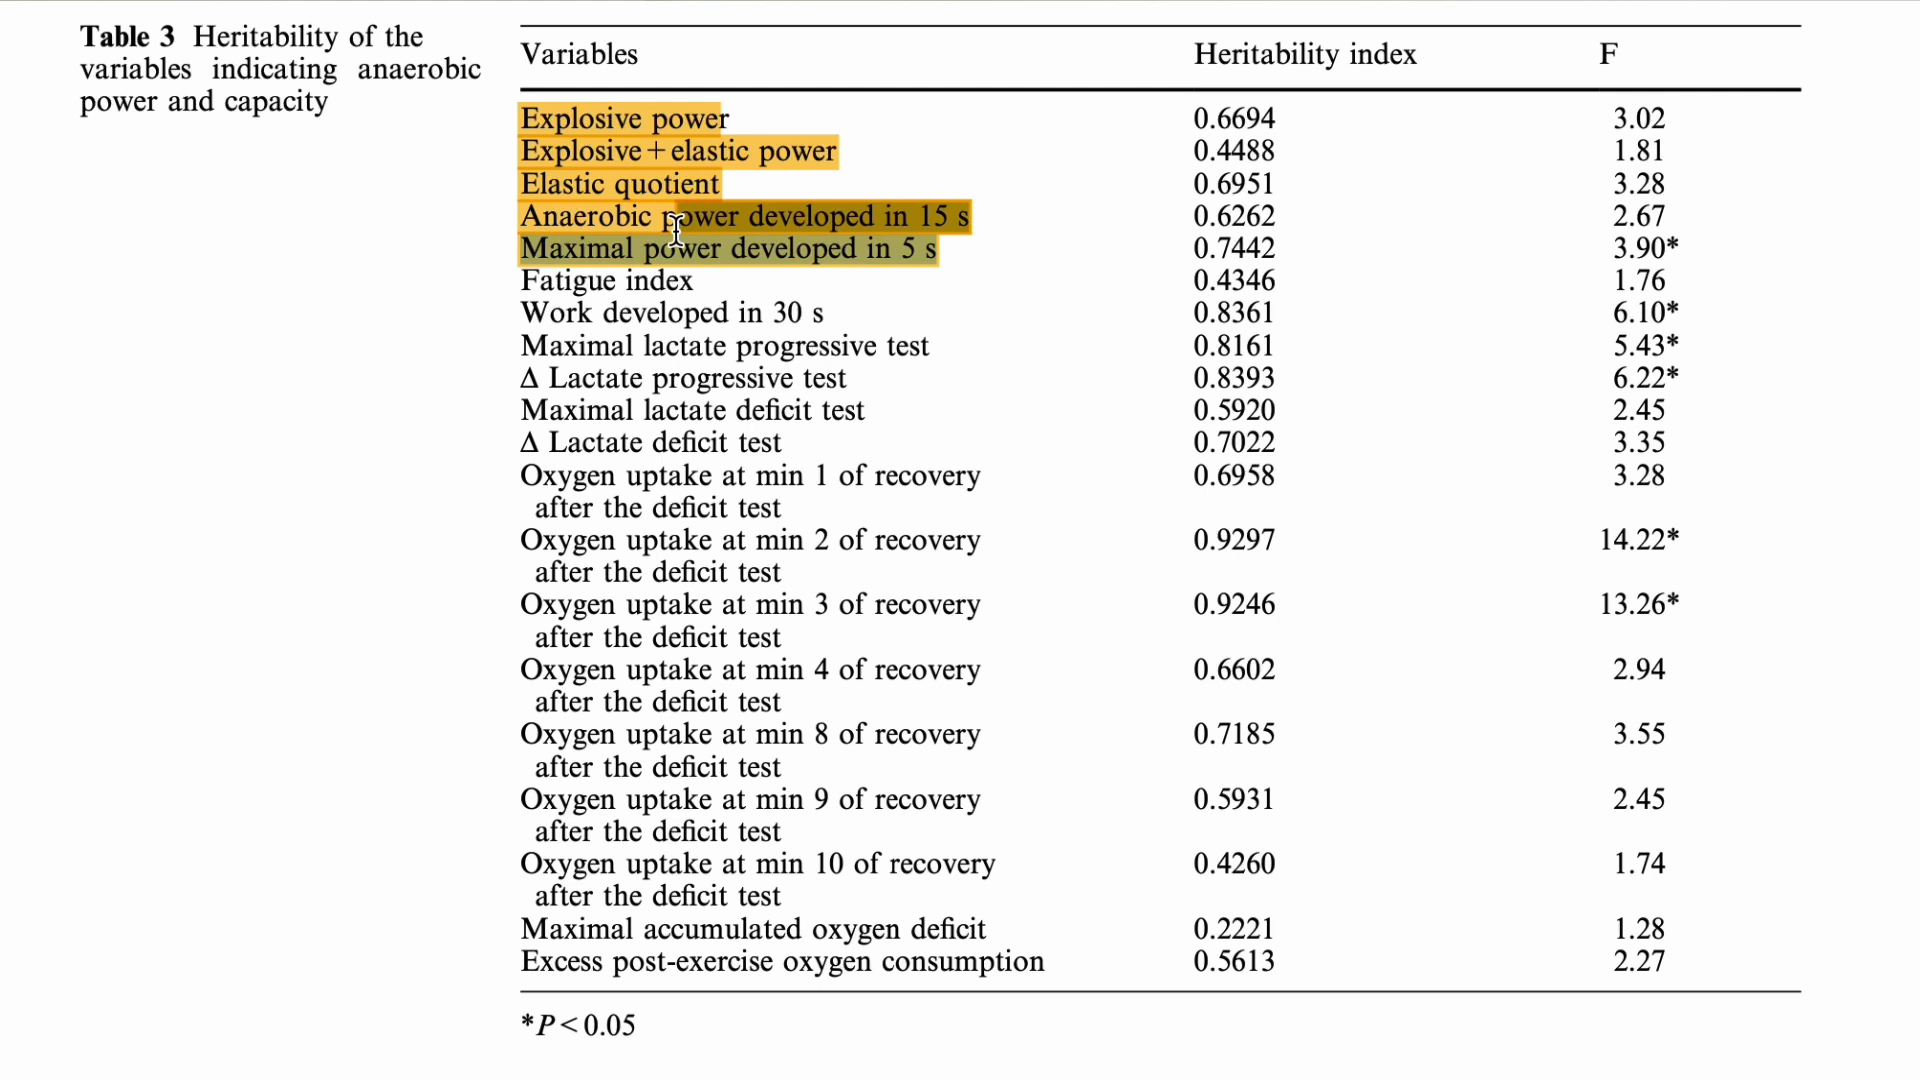 Table 3 Heritability of the
variables indicating anaerobic
power and capacity
Variables Heritability index F
Explosive power 0.6694 3.02
Explosive + elastic power 0.4488 1.81
Elastic quotient 0.6951 3.28
Anaerobic power developed in 15 s 0.6262 2.67
Maximal power developed in 5 s 0.7442 3.90*
Fatigue index 0.4346 1.76
Work developed in 30 s 0.8361 6.10*
Maximal lactate progressive test 0.8161 5.43*
Δ Lactate progressive test 0.8393 6.22*
Maximal lactate deficit test 0.5920 2.45
Δ Lactate deficit test 0.7022 3.35
Oxygen uptake at min 1 of recovery 0.6958 3.28
after the deficit test
Oxygen uptake at min 2 of recovery 0.9297 14.22*
after the deficit test
Oxygen uptake at min 3 of recovery 0.9246 13.26*
after the deficit test
Oxygen uptake at min 4 of recovery 0.6602 2.94
after the deficit test
Oxygen uptake at min 8 of recovery 0.7185 3.55
after the deficit test
Oxygen uptake at min 9 of recovery 0.5931 2.45
after the deficit test
Oxygen uptake at min 10 of recovery 0.4260 1.74
after the deficit test
Maximal accumulated oxygen deficit 0.2221 1.28
Excess post-exercise oxygen consumption 0.5613 2.27
*P < 0.05